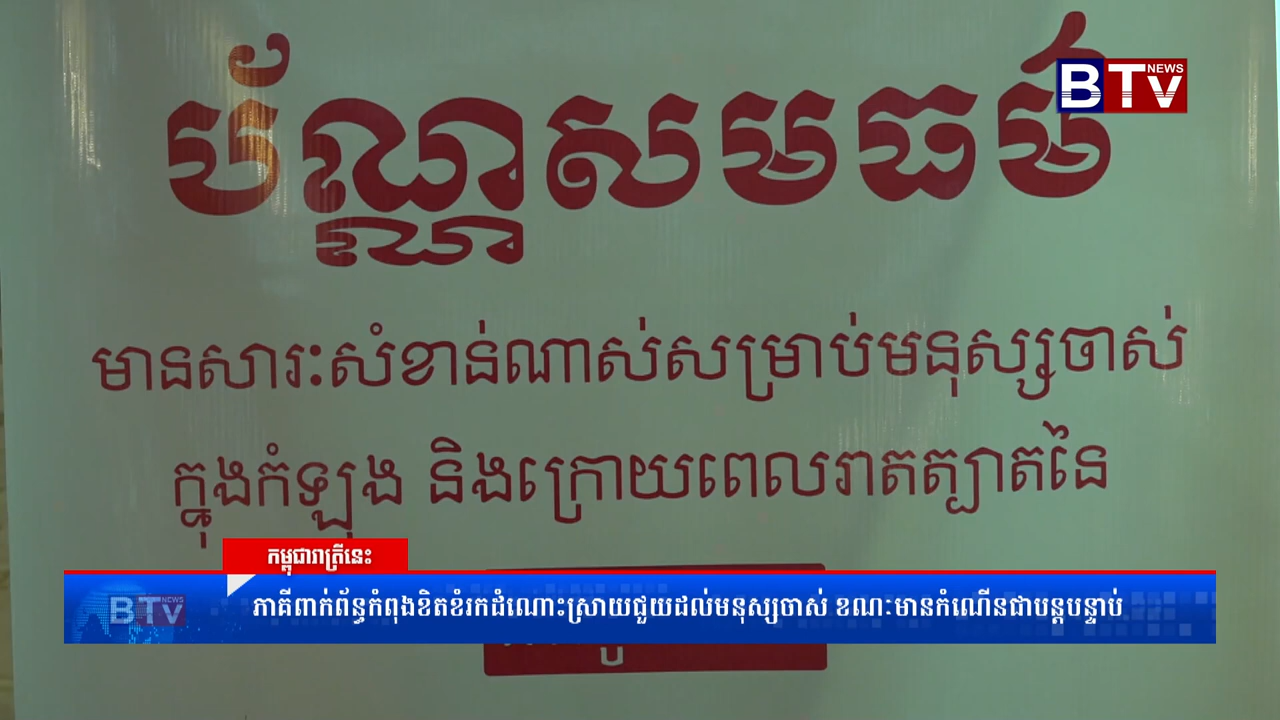 ប័ណ្ណសមធម៌
BTV NEWS
មានសារៈសំខាន់ណាស់សម្រាប់មនុស្សចាស់
ក្នុងកំឡុង និងក្រោយពេលរាតត្បាតនៃ
កម្ពុជារាត្រីនេះ
BTV NEWS
ភាគីពាក់ព័ន្ធកំពុងខិតខំរកដំណោះស្រាយជួយដល់មនុស្សចាស់ ខណៈមានកំណើនជាបន្តបន្ទាប់